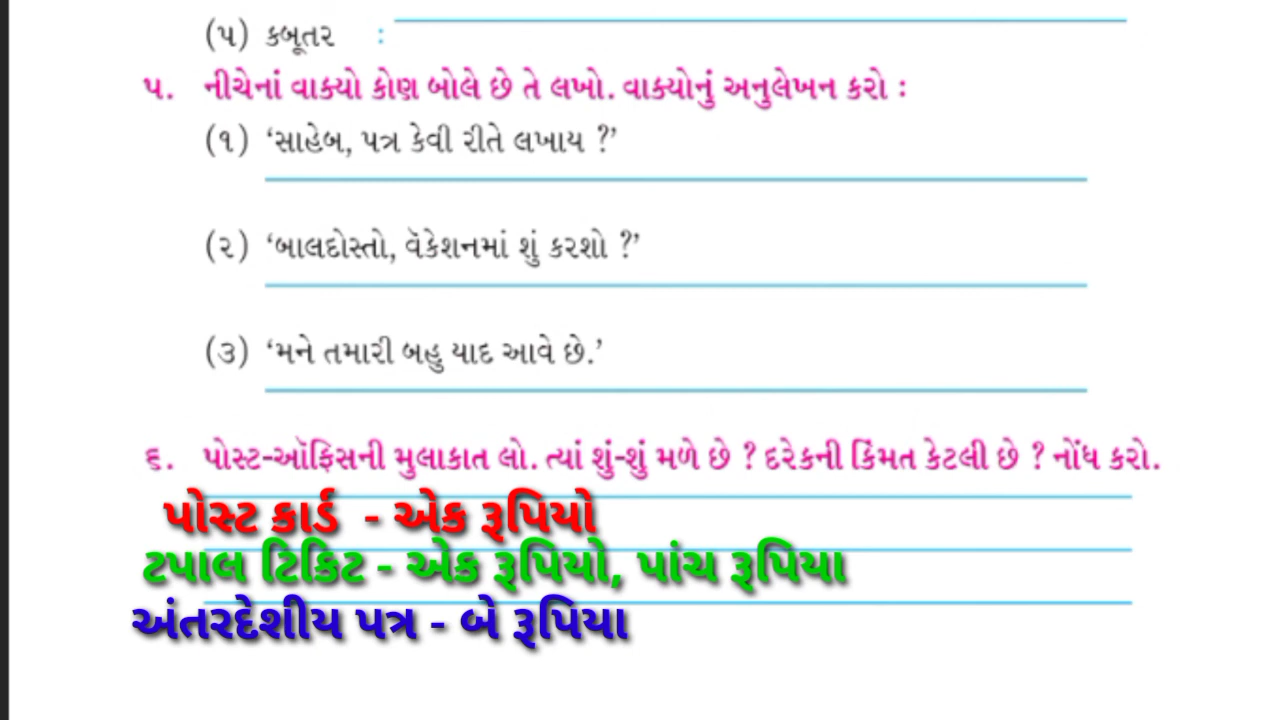 (૫) કબૂતર :
૫. નીચેનાં વાક્યો કોણ બોલે છે તે લખો. વાક્યોનું અનુલેખન કરો :
(૧) ‘સાહેબ, પત્ર કેવી રીતે લખાય ?’
(૨) ‘બાલદોસ્તો, વૅકેશનમાં શું કરશો ?’
(૩) ‘મને તમારી બહુ યાદ આવે છે.’
૬. પોસ્ટ-ઑફિસની મુલાકાત લો. ત્યાં શું-શું મળે છે ? દરેકની કિંમત કેટલી છે ? નોંધ કરો.
પોસ્ટ કાર્ડ - એક રૂપિયો
ટપાલ ટિકિટ - એક રૂપિયો, પાંચ રૂપિયા
અંતરદેશીય પત્ર - બે રૂપિયા